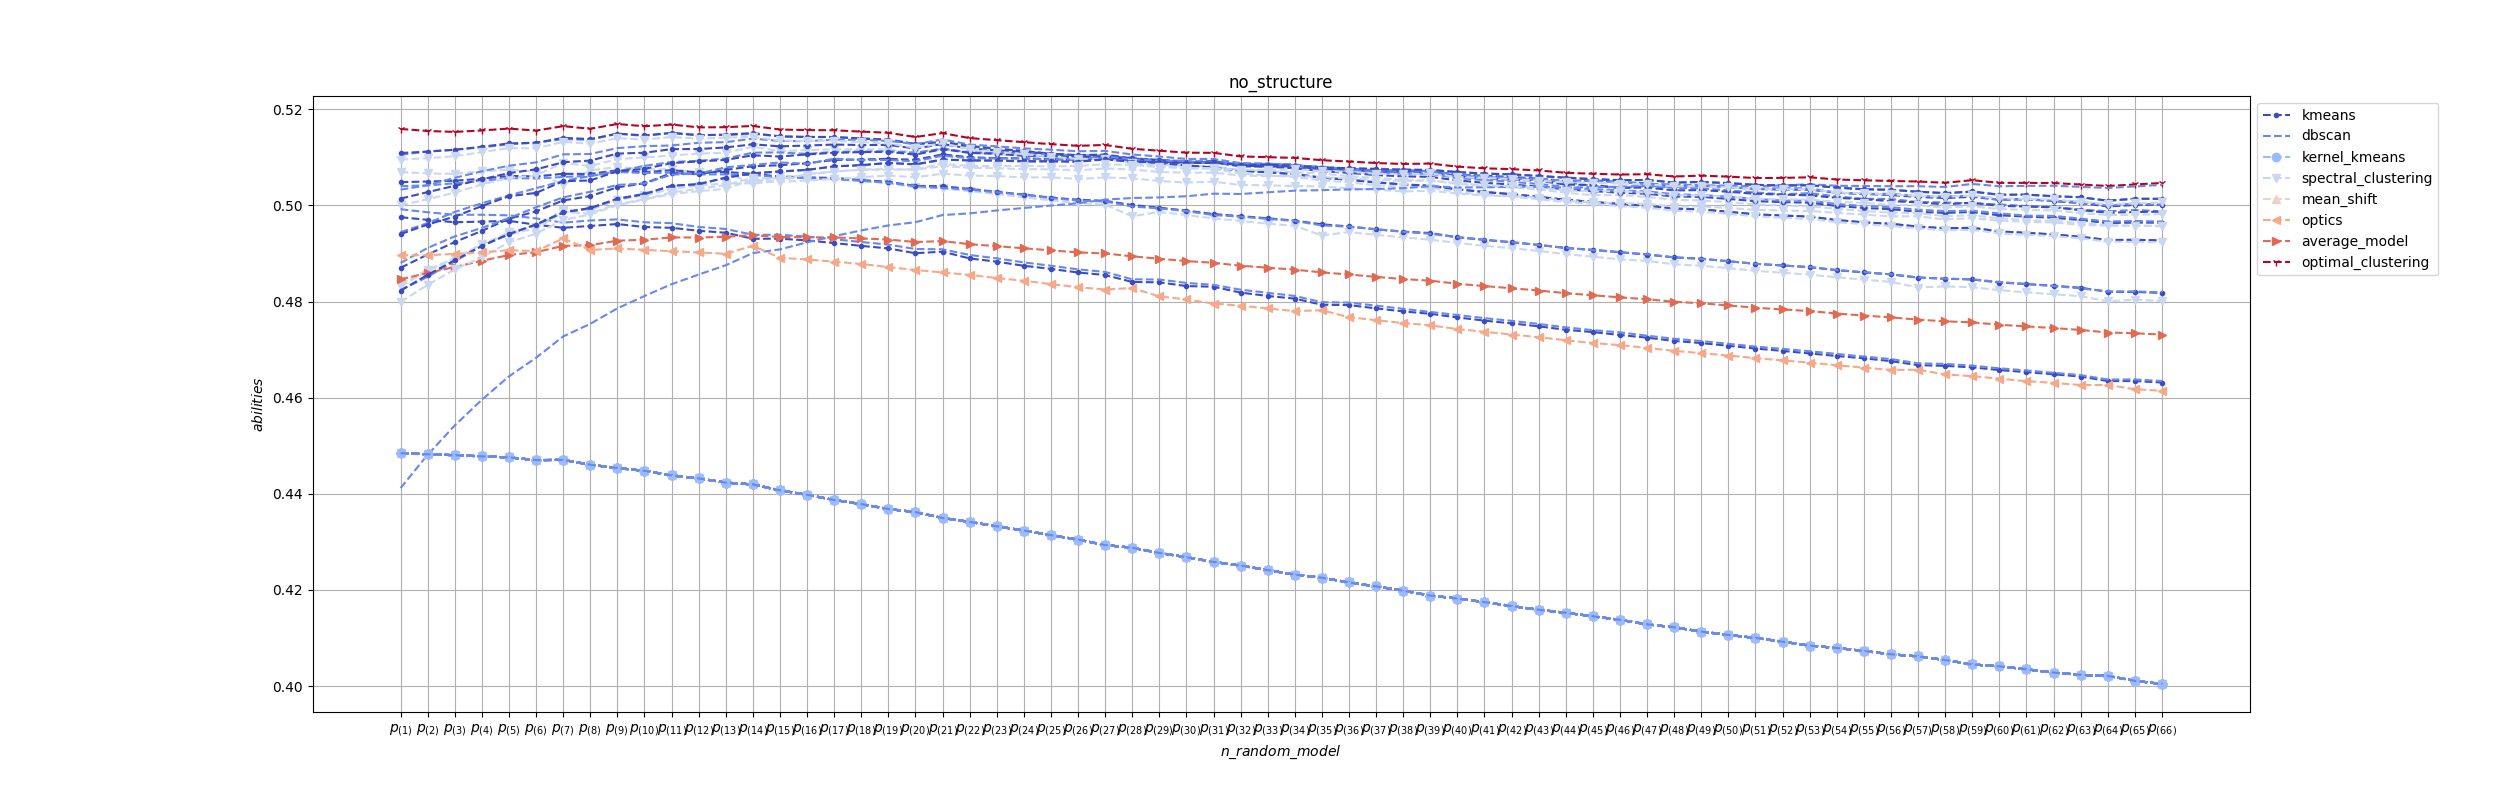 no_structure
0.52
0.50
0.48
0.46
0.44
0.42
0.40
abilities
p(1) p(2) p(3) p(4) p(5) p(6) p(7) p(8) p(9) p(10) p(11) p(12) p(13) p(14) p(15) p(16) p(17) p(18) p(19) p(20) p(21) p(22) p(23) p(24) p(25) p(26) p(27) p(28) p(29) p(30) p(31) p(32) p(33) p(34) p(35) p(36) p(37) p(38) p(39) p(40) p(41) p(42) p(43) p(44) p(45) p(46) p(47) p(48) p(49) p(50) p(51) p(52) p(53) p(54) p(55) p(56) p(57) p(58) p(59) p(60) p(61) p(62) p(63) p(64) p(65) p(66)
n_random_model
kmeans
dbscan
kernel_kmeans
spectral_clustering
mean_shift
optics
average_model
optimal_clustering